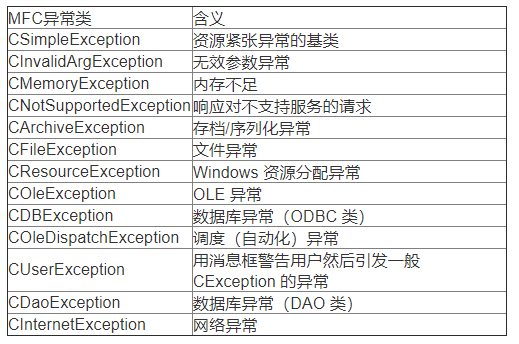 MFC异常类 含义
CSimpleException 资源紧张异常的基类
CInvalidArgException 无效参数异常
CMemoryException 内存不足
CNotSupportedException 响应对不支持服务的请求
CArchiveException 存档/序列化异常
CFileException 文件异常
CResourceException Windows 资源分配异常
COleException OLE 异常
CDBException 数据库异常（ODBC 类）
COleDispatchException 调度（自动化）异常
CUserException 用消息框警告用户然后引发一般
CException 的异常
CDaoException 数据库异常（DAO 类）
CInternetException 网络异常